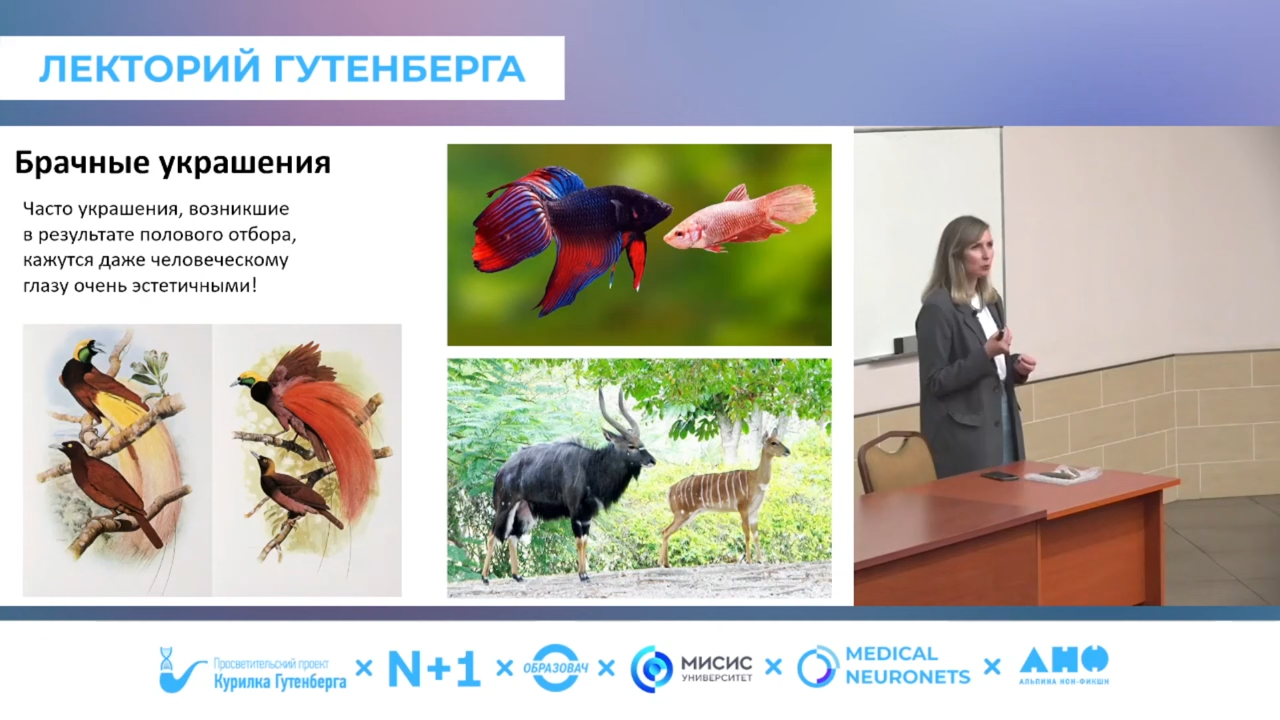 ЛЕКТОРИЙ ГУТЕНБЕРГА
Брачные украшения
Часто украшения, возникшие
в результате полового отбора,
кажутся даже человеческому
глазу очень эстетичными!
Просветительский проект
Курилка Гутенберга
N+1
ОБРАЗОВАЧ
МИСИС
УНИВЕРСИТЕТ
MEDICAL
NEURONETS
АНФ
АЛЬПИНА НОН-ФИКШН